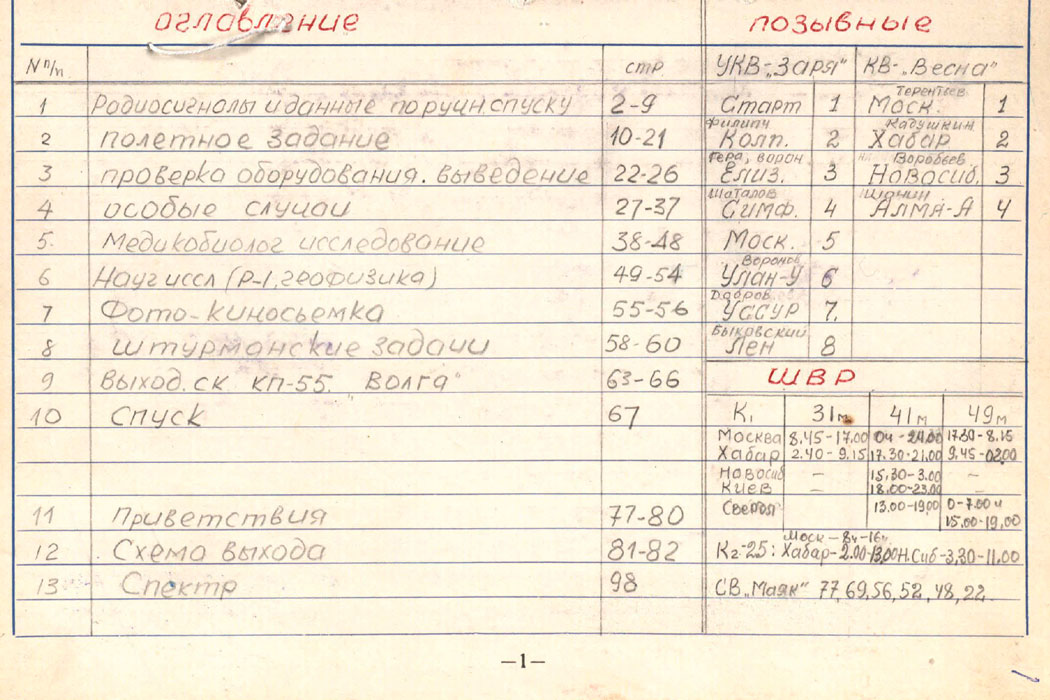 оглавление
№ п/п стр
1 Радиосигналы и данные по ручн. спуску 2-9
2 полетное задание 10-21
3 проверка оборудования. выведение 22-26
4 особые случаи 27-37
5. Медикобиолог исследование 38-48
6 Науч иссл (Р-1, геофизика) 49-54
7 Фото-киносьемка 55-56
8 штурманские задачи 58-60
9 Выход. ск КП-55. "Волга" 63-66
10 Спуск 67
11 Приветствия 77-80
12 Схема выхода 81-82
13 Спектр 98
позывные
УКВ-„Заря" КВ-„Весна"
Терентьев
Старт 1 Моск. 1
Филипч Кадушкин
Колп. 2 Хабар 2
Гера, ворон Воробьев
Елиз. 3 Новосиб. 3
Шаталов Шанин
Симф. 4 Алма-А 4
Моск. 5
Воронов
Улан-У 6
Добров.
Уссур 7.
Быковский
Лен 8
ШВР
К₁ 31м 41м 49м
Москва 8.45-17.00 04-24.00 17.30-8.15
Хабар 2.40-9.15 17.30-21.00 9.45-02.00
Новосиб - 15.30-3.00 -
Киев - 18.00-23.00 -
Свердл 13.00-19.00 0-7.00 ч
15.00-19.00
Моск-8ч-16ч
К₂-25: Хабар-2.00-13.00 Н.Сиб-3.30-11.00
СВ „Маяк" 77, 69, 56, 52, 48, 22
—1—